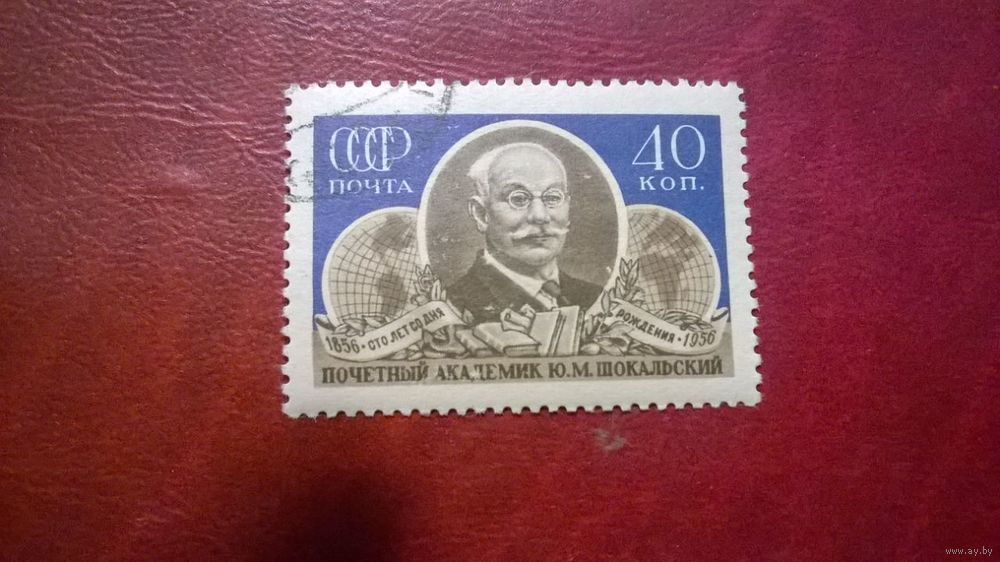 СССР
ПОЧТА
40
КОП.
1856 • СТО ЛЕТ СО ДНЯ
РОЖДЕНИЯ • 1956
ПОЧЕТНЫЙ АКАДЕМИК Ю.М. ШОКАЛЬСКИЙ
www.ay.by